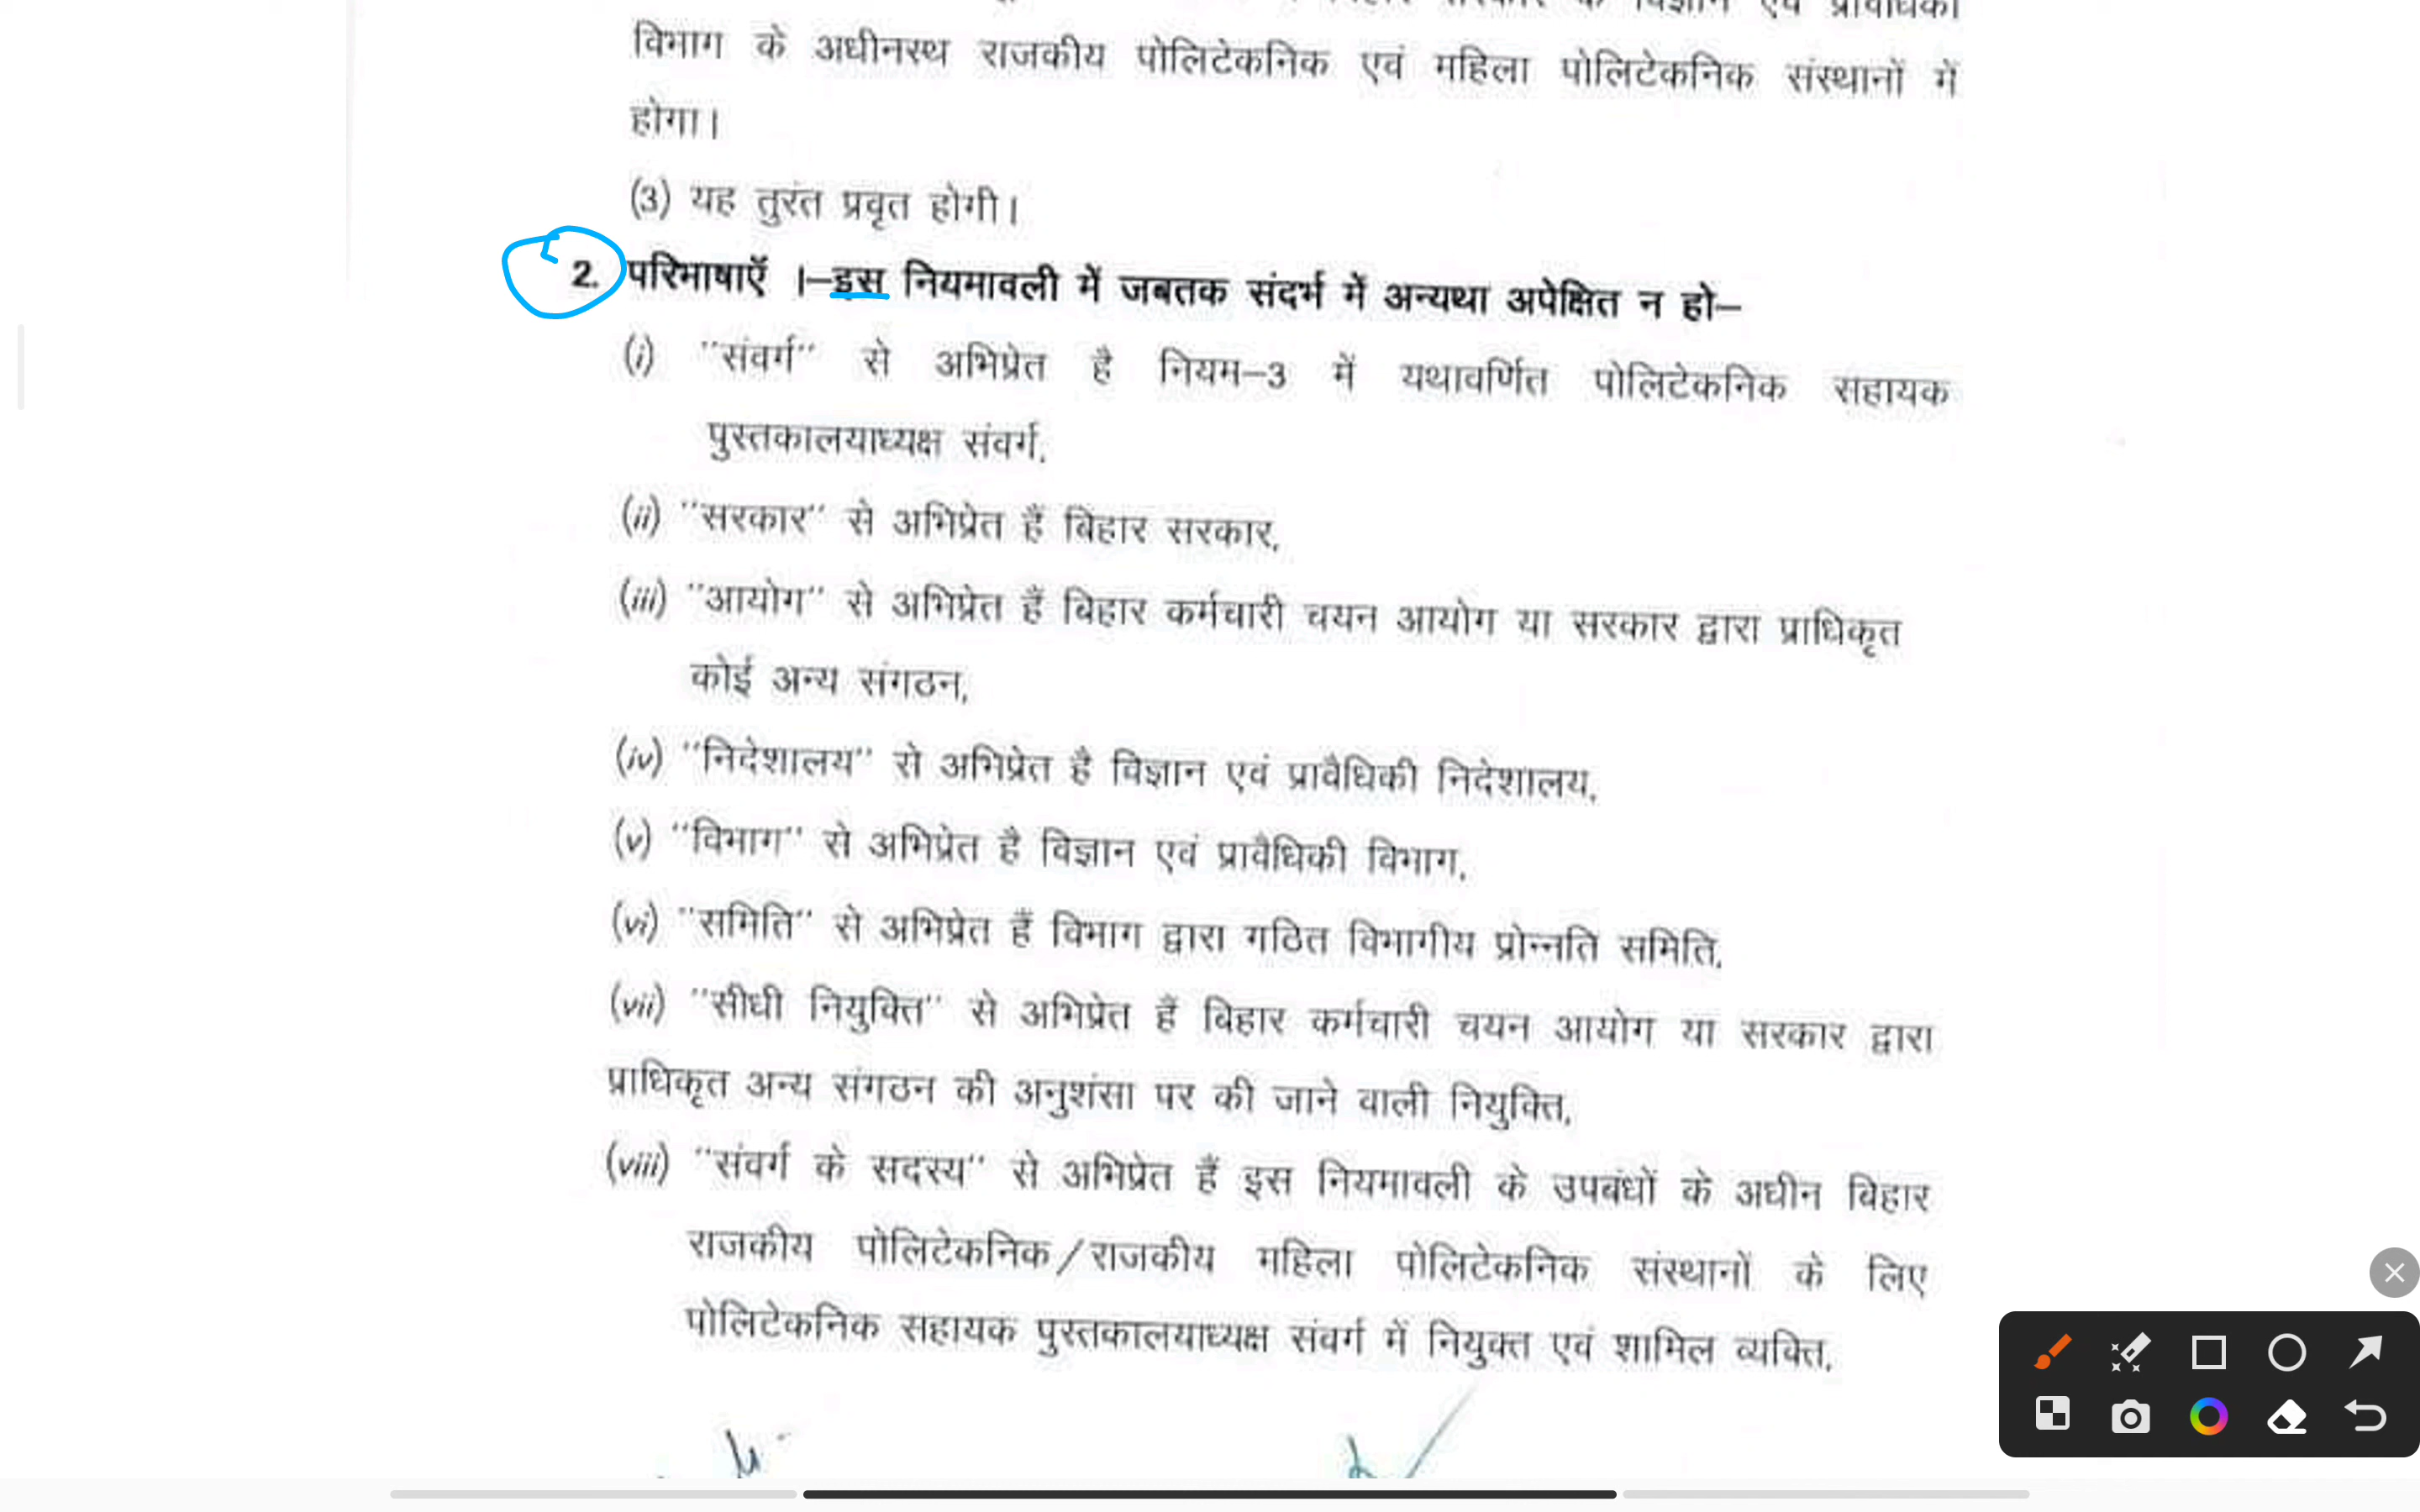 विभाग के अधीनस्थ राजकीय पोलिटेकनिक एवं महिला पोलिटेकनिक संस्थानों में
होगा।
(3) यह तुरंत प्रवृत होगी।
2. परिभाषाएँ ।–इस नियमावली में जबतक संदर्भ में अन्यथा अपेक्षित न हो–
(i) "संवर्ग" से अभिप्रेत है नियम–3 में यथावर्णित पोलिटेकनिक सहायक
पुस्तकालयाध्यक्ष संवर्ग,
(ii) "सरकार" से अभिप्रेत हैं बिहार सरकार,
(iii) "आयोग" से अभिप्रेत हैं बिहार कर्मचारी चयन आयोग या सरकार द्वारा प्राधिकृत
कोई अन्य संगठन,
(iv) "निदेशालय" से अभिप्रेत है विज्ञान एवं प्रावैधिकी निदेशालय,
(v) "विभाग" से अभिप्रेत है विज्ञान एवं प्रावैधिकी विभाग,
(vi) "समिति" से अभिप्रेत हैं विभाग द्वारा गठित विभागीय प्रोन्नति समिति,
(vii) "सीधी नियुक्ति" से अभिप्रेत हैं बिहार कर्मचारी चयन आयोग या सरकार द्वारा
प्राधिकृत अन्य संगठन की अनुशंसा पर की जाने वाली नियुक्ति,
(viii) "संवर्ग के सदस्य" से अभिप्रेत हैं इस नियमावली के उपबंधों के अधीन बिहार
राजकीय पोलिटेकनिक/राजकीय महिला पोलिटेकनिक संस्थानों के लिए
पोलिटेकनिक सहायक पुस्तकालयाध्यक्ष संवर्ग में नियुक्त एवं शामिल व्यक्ति,